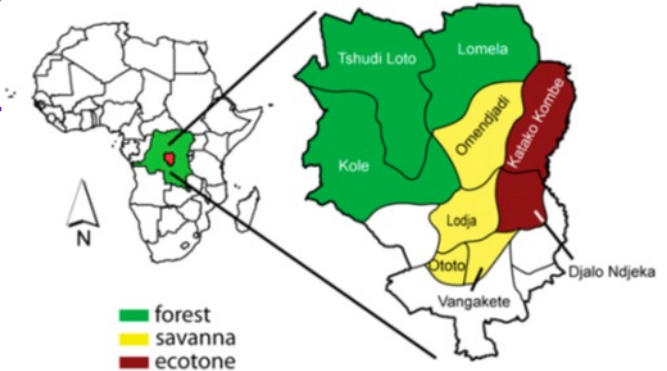 Tshudi Loto
Lomela
Omendjadi
Katako Kombe
Kole
Lodja
Ototo
Djalo Ndjeka
Vangakete
N
forest
savanna
ecotone